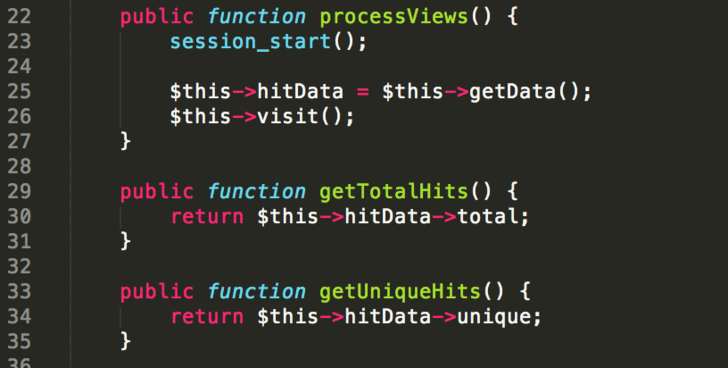 22 public function processViews() {
23 session_start();
24
25 $this->hitData = $this->getData();
26 $this->visit();
27 }
28
29 public function getTotalHits() {
30 return $this->hitData->total;
31 }
32
33 public function getUniqueHits() {
34 return $this->hitData->unique;
35 }
36